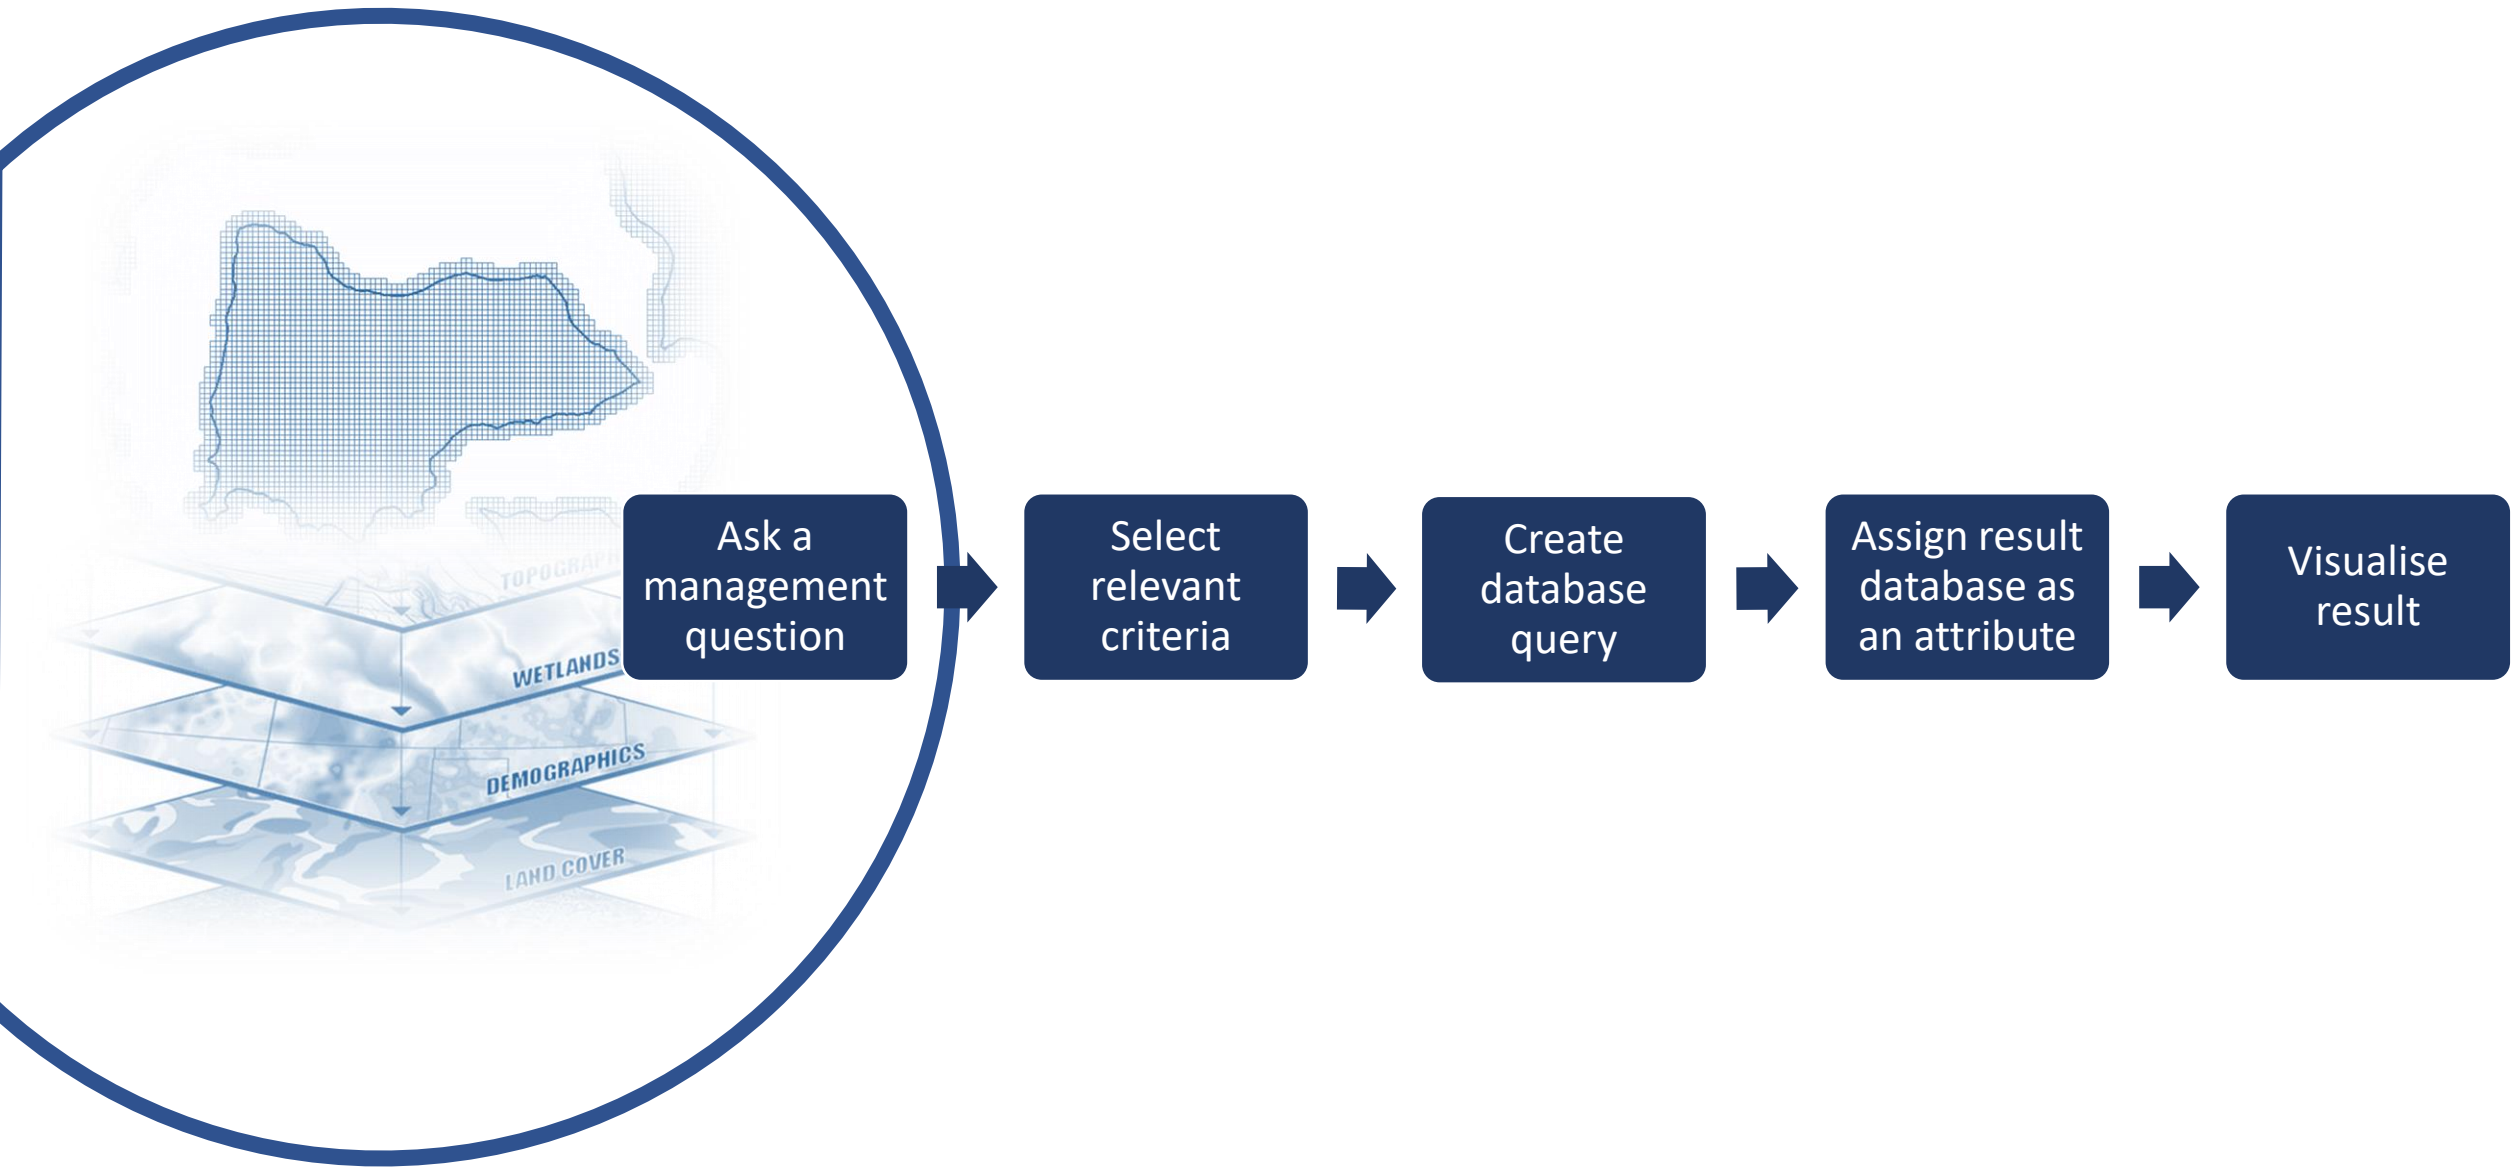 TOPOGRAPH
WETLANDS
DEMOGRAPHICS
LAND COVER
Ask a
management
question
Select
relevant
criteria
Create
database
query
Assign result
database as
an attribute
Visualise
result